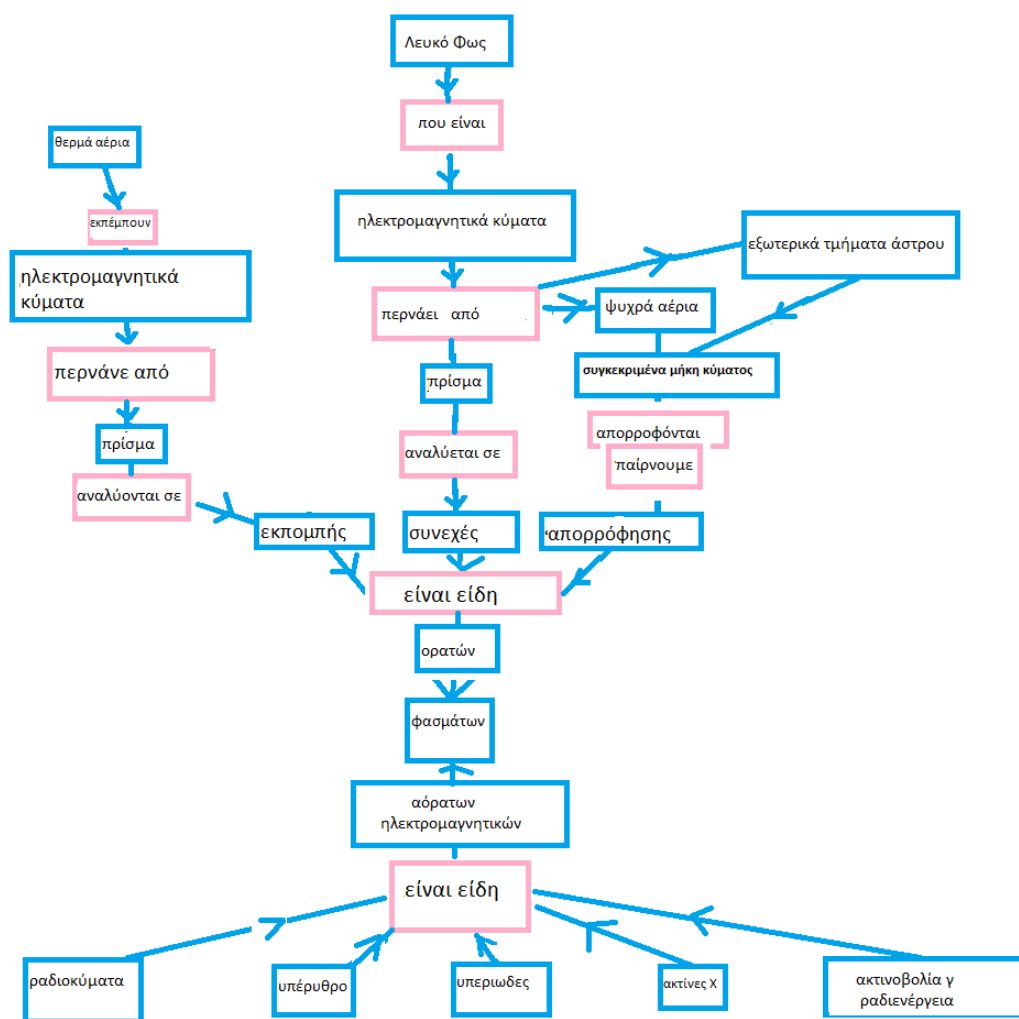 Λευκό Φως
που είναι
θερμά αέρια
ηλεκτρομαγνητικά κύματα
εκπέμπουν
εξωτερικά τμήματα άστρου
ηλεκτρομαγνητικά
κύματα
περνάει από
ψυχρά αέρια
περνάνε από
πρίσμα
συγκεκριμένα μήκη κύματος
πρίσμα
αναλύεται σε
απορροφόνται
παίρνουμε
αναλύονται σε
εκπομπής
συνεχές
απορρόφησης
είναι είδη
ορατών
φασμάτων
αόρατων
ηλεκτρομαγνητικών
είναι είδη
ραδιοκύματα
υπέρυθρο
υπεριωδες
ακτίνες Χ
ακτινοβολία γ
ραδιενέργεια